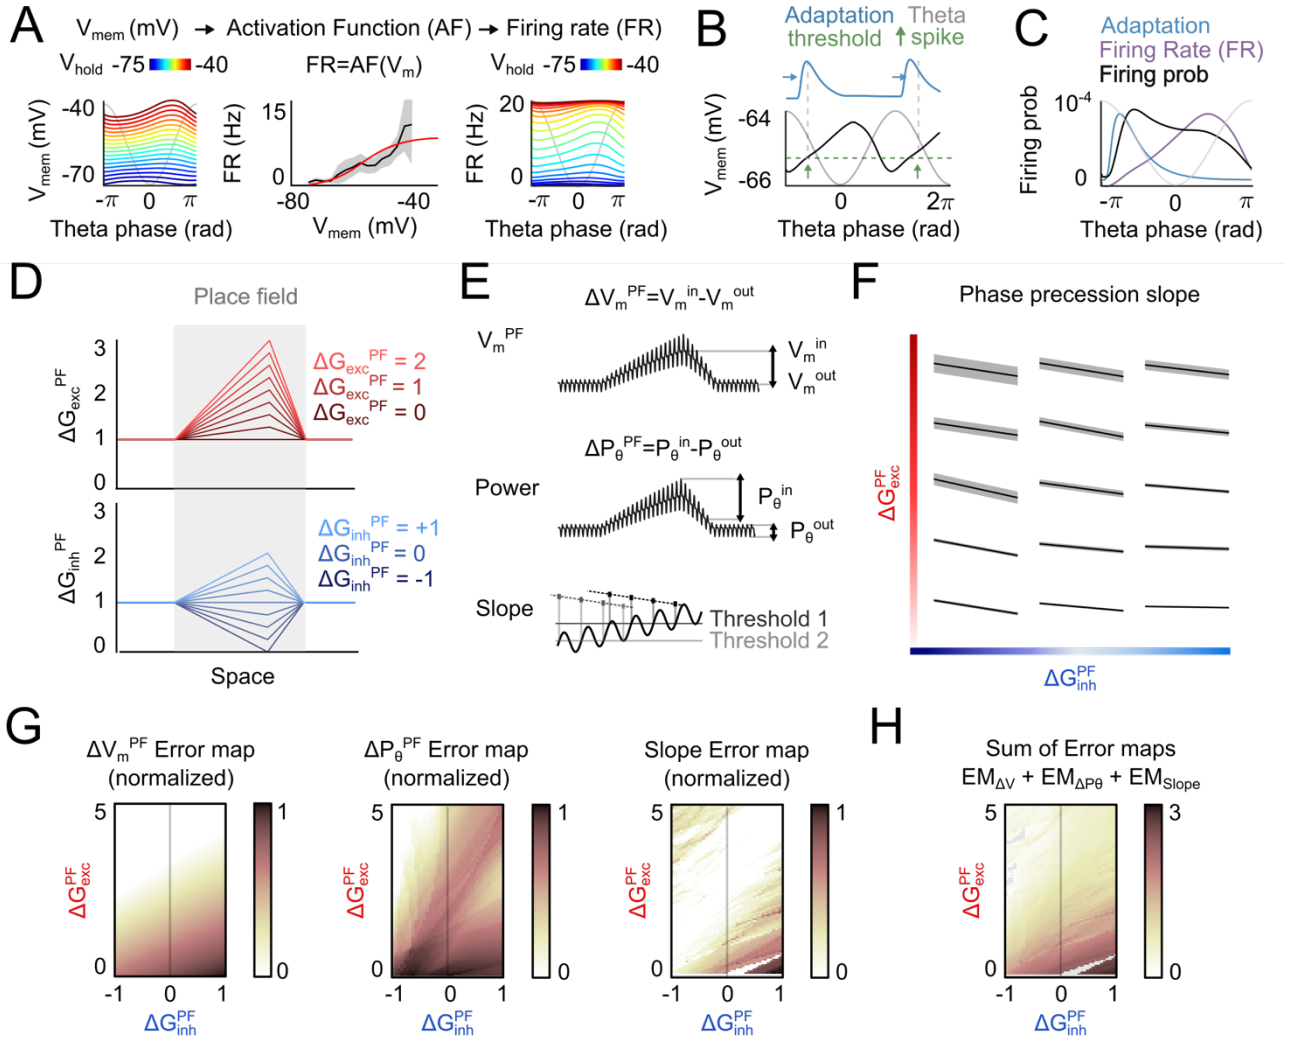 A
Vmem (mV) → Activation Function (AF) → Firing rate (FR)
Vhold -75 -40
FR=AF(Vm)
Vhold -75 -40
-40
-70
Vmem (mV)
-π 0 π
Theta phase (rad)
15
0
FR (Hz)
-80 -40
Vmem (mV)
20
0
FR (Hz)
-π 0 π
Theta phase (rad)
B
Adaptation
threshold
Theta
spike
-64
-66
Vmem (mV)
0 2π
Theta phase (rad)
C
Adaptation
Firing Rate (FR)
Firing prob
10⁻⁴
0
Firing prob
-π 0 π
Theta phase (rad)
D
Place field
3
2
1
0
ΔGexcPF
ΔGexcPF = 2
ΔGexcPF = 1
ΔGexcPF = 0
3
2
1
0
ΔGinhPF
ΔGinhPF = +1
ΔGinhPF = 0
ΔGinhPF = -1
Space
E
ΔVmPF=Vmin-Vmout
VmPF
Vmin
Vmout
ΔPθPF=Pθin-Pθout
Power
Pθin
Pθout
Slope
Threshold 1
Threshold 2
F
Phase precession slope
ΔGexcPF
ΔGinhPF
G
ΔVmPF Error map
(normalized)
5
0
ΔGexcPF
-1 0 1
ΔGinhPF
1
0
ΔPθPF Error map
(normalized)
5
0
ΔGexcPF
-1 0 1
ΔGinhPF
1
0
Slope Error map
(normalized)
5
0
ΔGexcPF
-1 0 1
ΔGinhPF
1
0
H
Sum of Error maps
EMΔV + EMΔPθ + EMSlope
5
0
ΔGexcPF
-1 0 1
ΔGinhPF
3
0